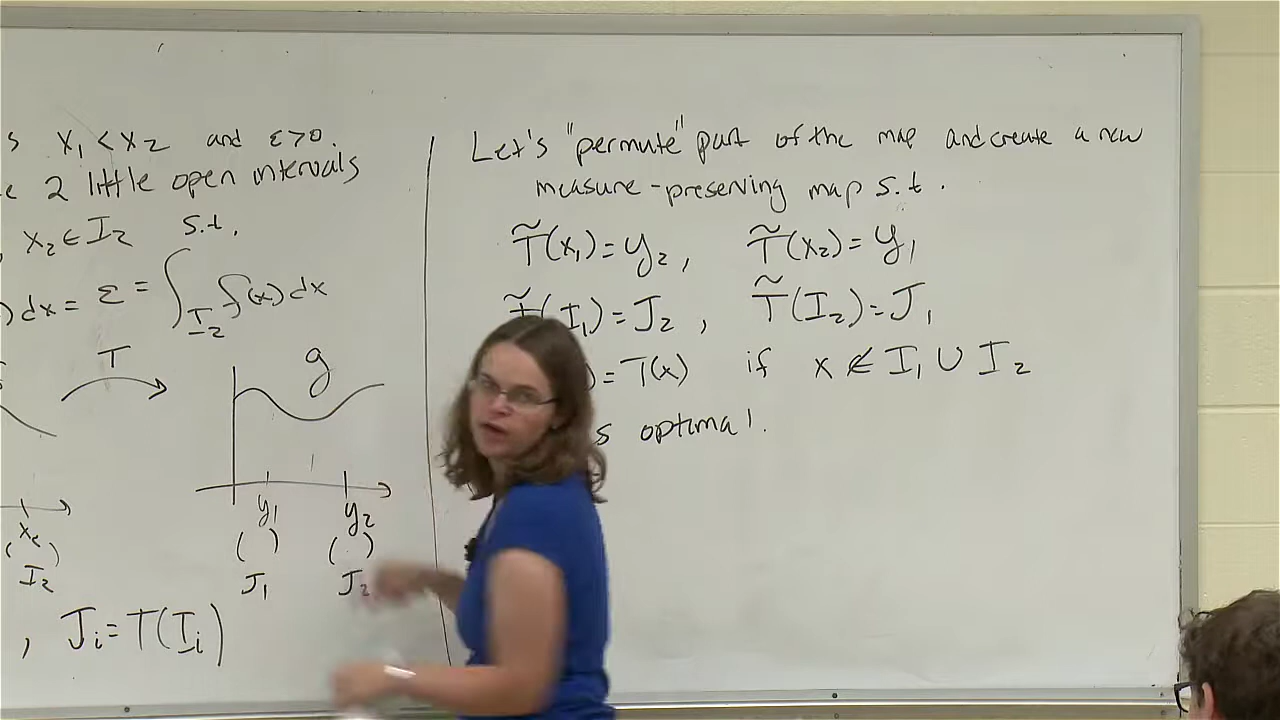 s x₁ < x₂ and ε>0.
e 2 little open intervals
x₂ ∈ I₂ s.t.
)dx = ε = ∫_{I₂} f(x)dx
T
g
y₁ y₂
x₂
( ) ( ) ( )
I₂ J₁ J₂
, Jᵢ = T(Iᵢ)
Let's "permute" part of the map and create a new
measure-preserving map s.t.
T̃(x₁) = y₂, T̃(x₂) = y₁
T̃(I₁) = J₂, T̃(I₂) = J₁
) = T(x) if x ∉ I₁ ∪ I₂
s optimal.